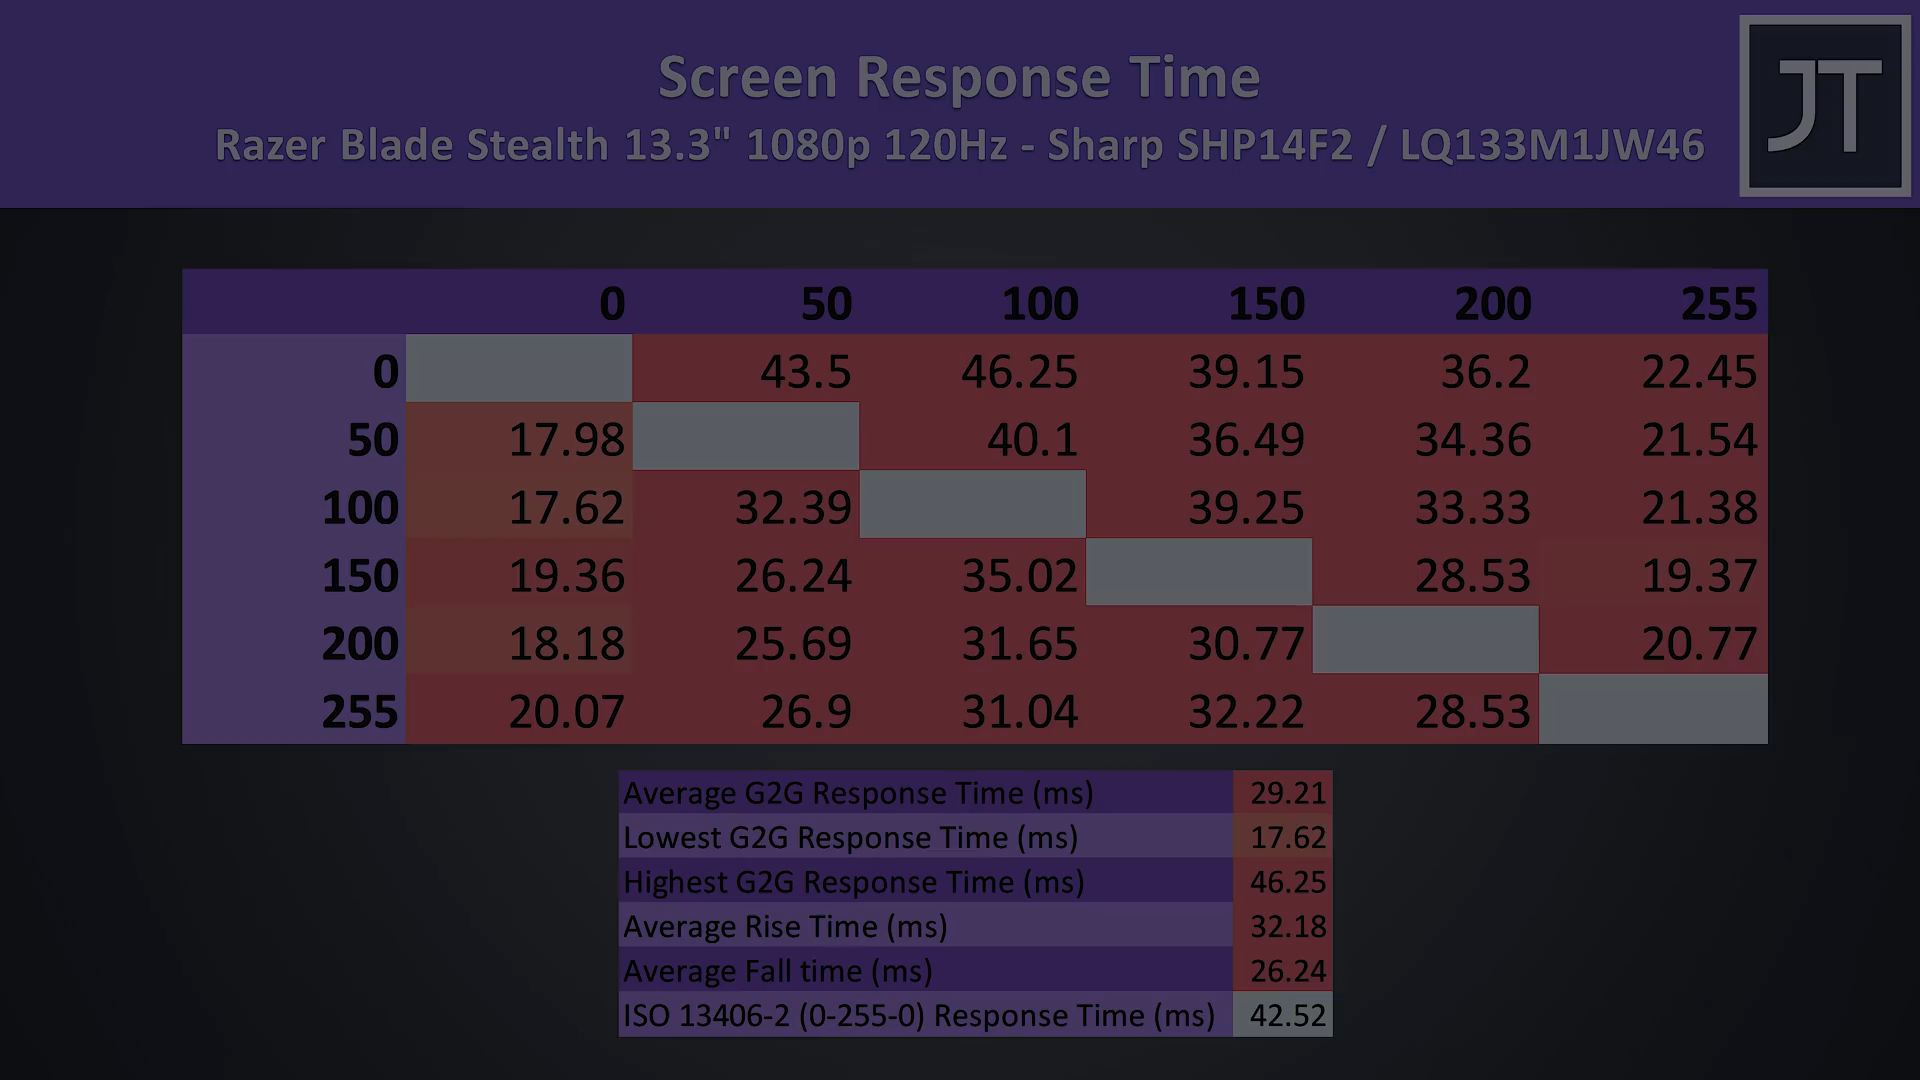 Screen Response Time
Razer Blade Stealth 13.3" 1080p 120Hz - Sharp SHP14F2 / LQ133M1JW46
JT
0 50 100 150 200 255
0 43.5 46.25 39.15 36.2 22.45
50 17.98 40.1 36.49 34.36 21.54
100 17.62 32.39 39.25 33.33 21.38
150 19.36 26.24 35.02 28.53 19.37
200 18.18 25.69 31.65 30.77 20.77
255 20.07 26.9 31.04 32.22 28.53
Average G2G Response Time (ms) 29.21
Lowest G2G Response Time (ms) 17.62
Highest G2G Response Time (ms) 46.25
Average Rise Time (ms) 32.18
Average Fall time (ms) 26.24
ISO 13406-2 (0-255-0) Response Time (ms) 42.52